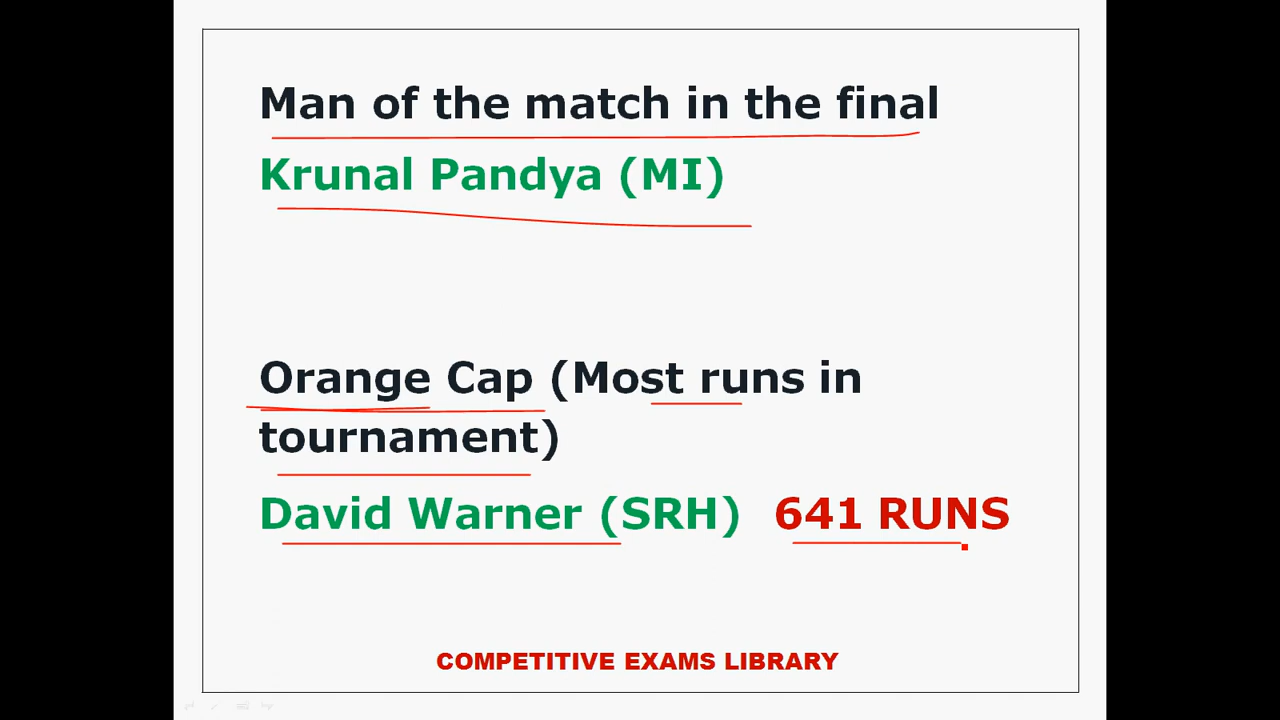 Man of the match in the final
Krunal Pandya (MI)
Orange Cap (Most runs in
tournament)
David Warner (SRH) 641 RUNS
COMPETITIVE EXAMS LIBRARY